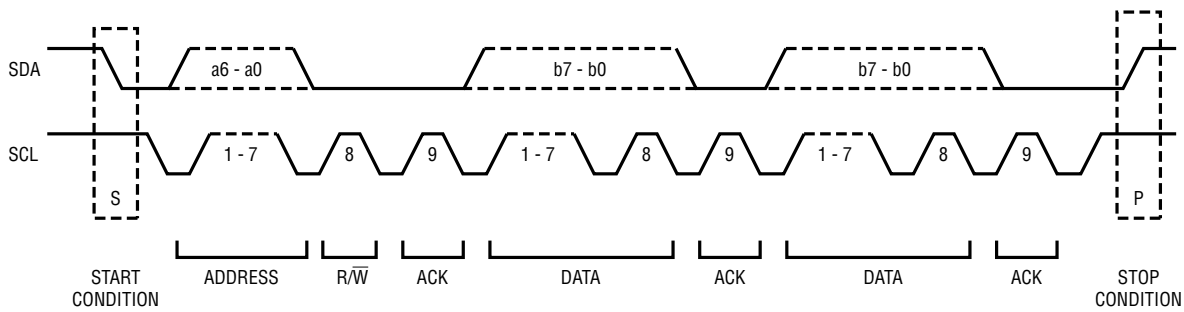 SDA a6 - a0 b7 - b0 b7 - b0
SCL 1 - 7 8 9 1 - 7 8 9 1 - 7 8 9
S P
START CONDITION ADDRESS R/W̅ ACK DATA ACK DATA ACK STOP CONDITION